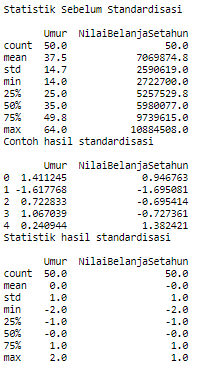 Statistik Sebelum Standardisasi
Umur NilaiBelanjaSetahun
count 50.0 50.0
mean 37.5 7069874.8
std 14.7 2590619.0
min 14.0 2722700.0
25% 25.0 5257529.8
50% 35.0 5980077.0
75% 49.8 9739615.0
max 64.0 10884508.0
Contoh hasil standardisasi
Umur NilaiBelanjaSetahun
0 1.411245 0.946763
1 -1.617768 -1.695081
2 0.722833 -0.695414
3 1.067039 -0.727361
4 0.240944 1.382421
Statistik hasil standardisasi
Umur NilaiBelanjaSetahun
count 50.0 50.0
mean 0.0 -0.0
std 1.0 1.0
min -2.0 -2.0
25% -1.0 -1.0
50% -0.0 -0.0
75% 1.0 1.0
max 2.0 1.0